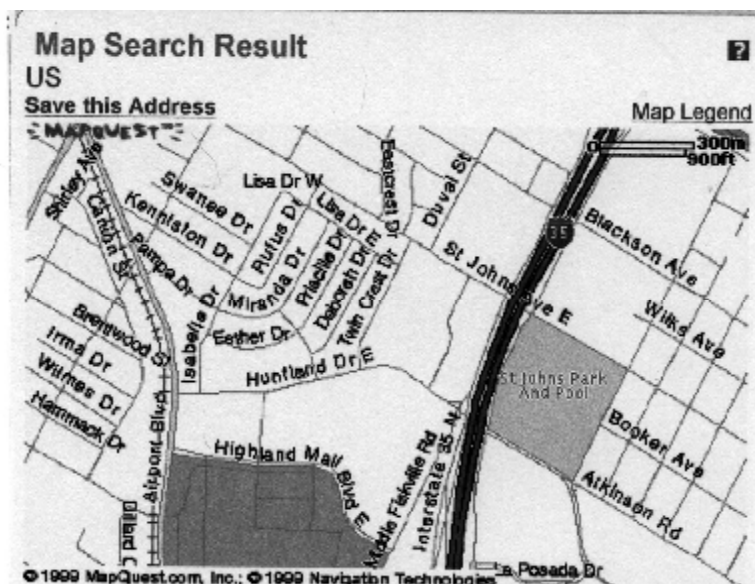 Map Search Result
?
US
Save this Address
Map Legend
MAPQUEST
300m
900ft
Shirley Ave
Swanee Dr
Lisa Dr W
Eastcrest Dr
Duval St
Kenniston Dr
Rufus Dr
Lisa Dr
35
Blackson Ave
Pampa Dr
Miranda Dr
Priscilla Dr
Deborah Dr
Twin Crest Dr
St Johns Ave E
Wilks Ave
Brentwood St
Isabelle Dr
Esther Dr
Irma Dr
Wilmes Dr
Huntland Dr E
St Johns Park
And Pool
Hammack Dr
Booker Ave
Airport Blvd
Highland Mall
Blvd E
Middle Fiskville Rd
Interstate 35 N
Atkinson Rd
Dillard C
La Posada Dr
© 1999 MapQuest.com, Inc.; © 1999 Navigation Technologies